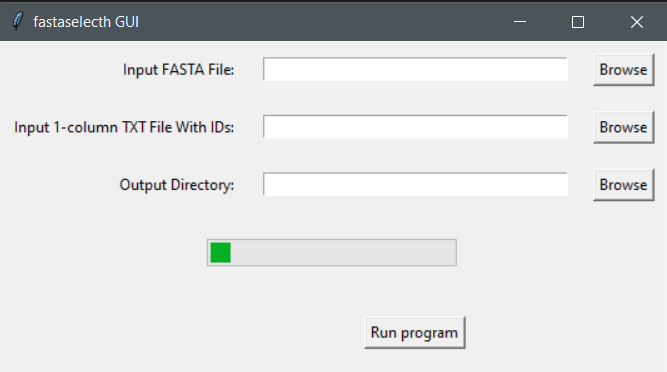 fastaselecth GUI
Input FASTA File: Browse
Input 1-column TXT File With IDs: Browse
Output Directory: Browse
Run program